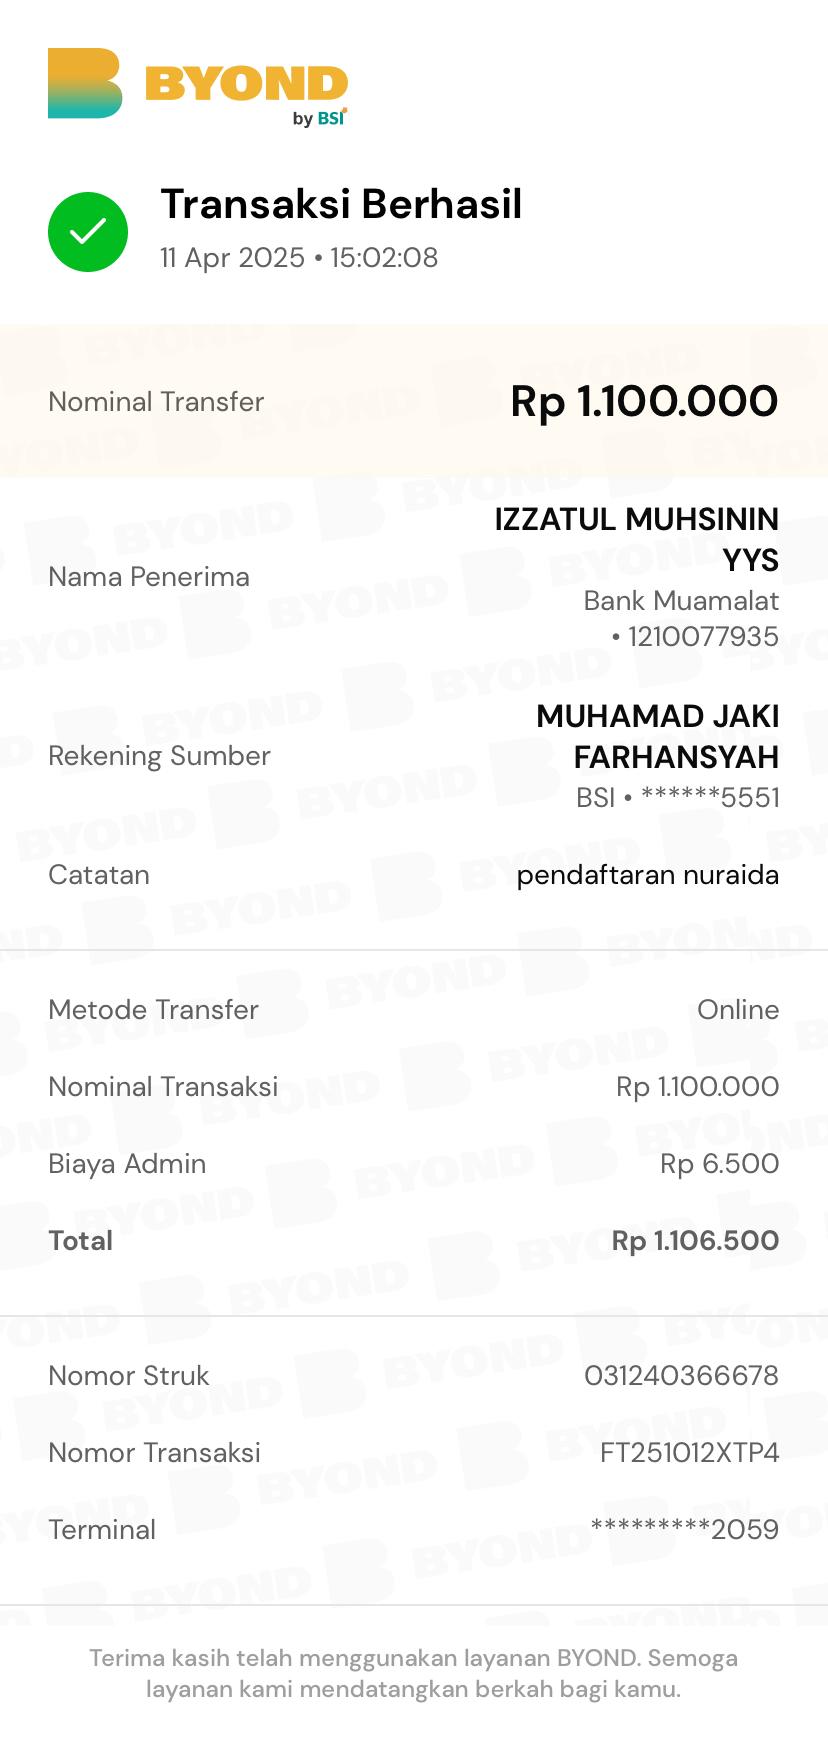 BYOND
by BSI
Transaksi Berhasil
11 Apr 2025 • 15:02:08
Nominal Transfer Rp 1.100.000
Nama Penerima IZZATUL MUHSININ
YYS
Bank Muamalat
• 1210077935
Rekening Sumber MUHAMAD JAKI
FARHANSYAH
BSI • ******5551
Catatan pendaftaran nuraida
Metode Transfer Online
Nominal Transaksi Rp 1.100.000
Biaya Admin Rp 6.500
Total Rp 1.106.500
Nomor Struk 031240366678
Nomor Transaksi FT251012XTP4
Terminal *********2059
Terima kasih telah menggunakan layanan BYOND. Semoga
layanan kami mendatangkan berkah bagi kamu.